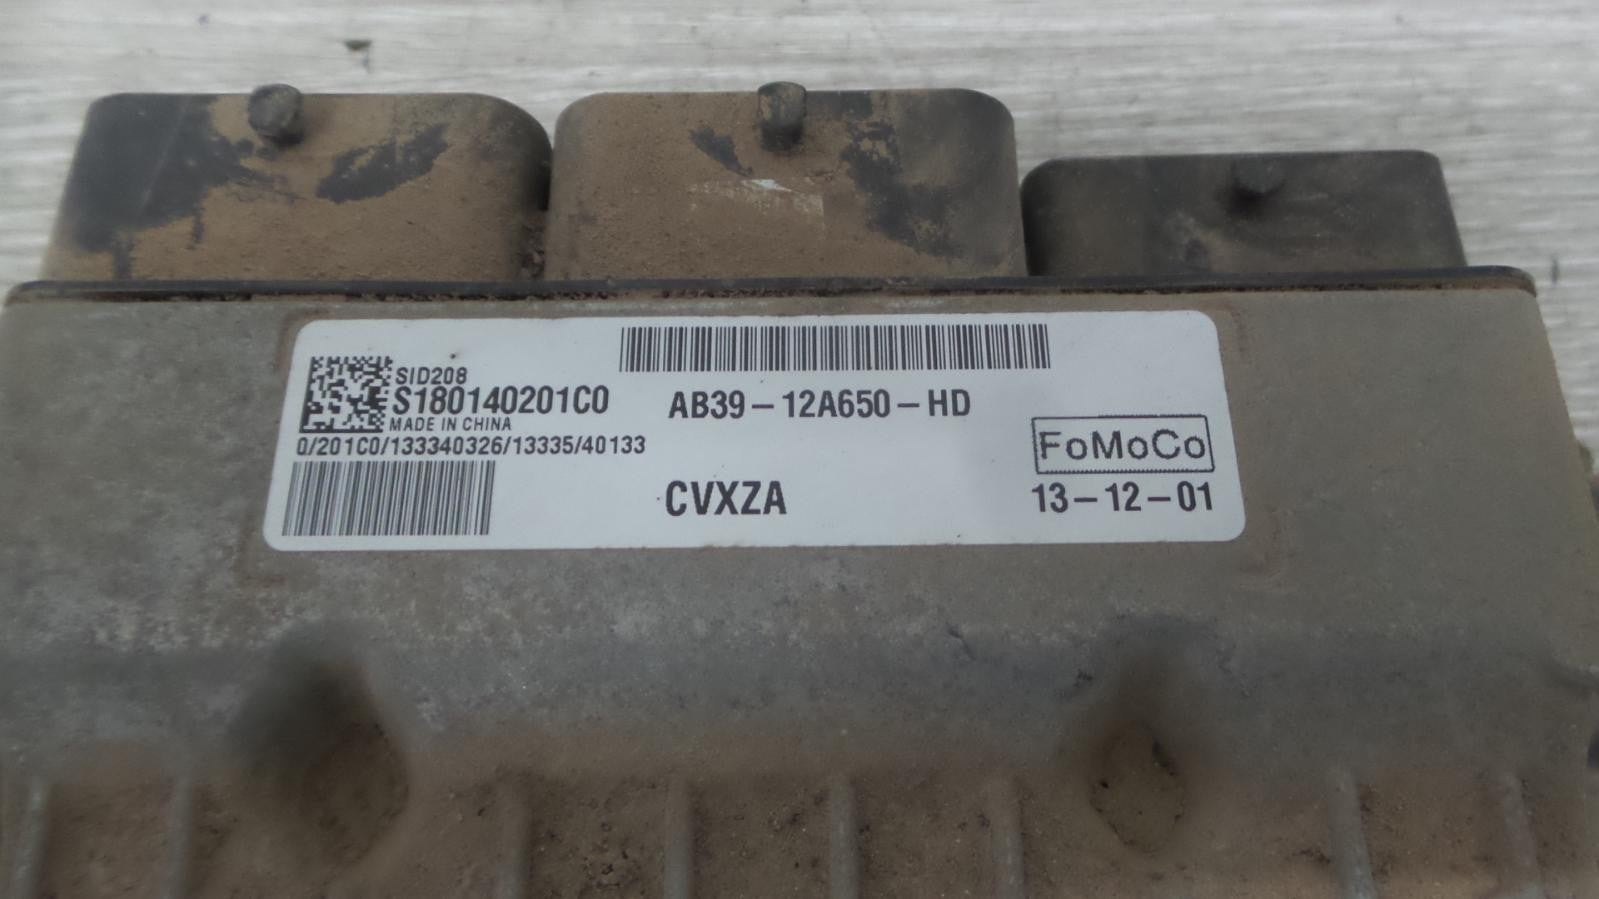 SID208
S180140201C0
MADE IN CHINA
0/201C0/133340326/13335/40133
AB39-12A650-HD
FoMoCo
CVXZA
13-12-01